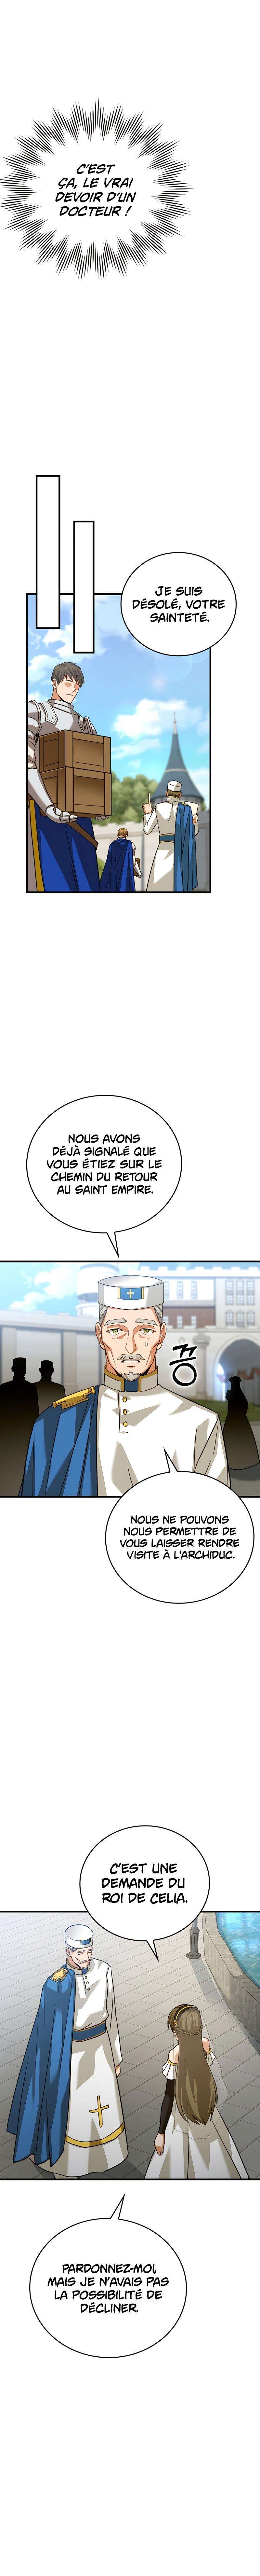 C'EST
ÇA, LE VRAI
DEVOIR D'UN
DOCTEUR !
JE SUIS
DÉSOLÉ, VOTRE
SAINTETÉ.
NOUS AVONS
DÉJÀ SIGNALÉ QUE
VOUS ÉTIEZ SUR LE
CHEMIN DU RETOUR
AU SAINT EMPIRE.
끄응
NOUS NE POUVONS
NOUS PERMETTRE DE
VOUS LAISSER RENDRE
VISITE À L'ARCHIDUC.
C'EST UNE
DEMANDE DU
ROI DE CELIA.
PARDONNEZ-MOI,
MAIS JE N'AVAIS PAS
LA POSSIBILITÉ DE
DÉCLINER.